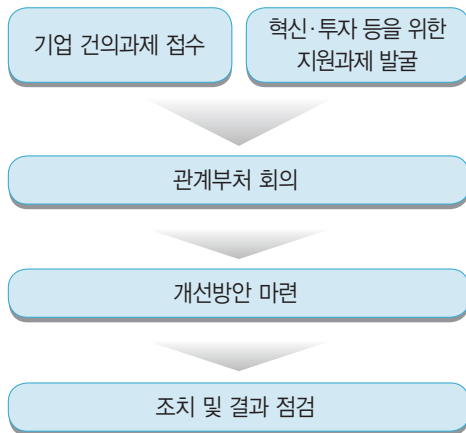 기업 건의과제 접수
혁신·투자 등을 위한
지원과제 발굴
관계부처 회의
개선방안 마련
조치 및 결과 점검